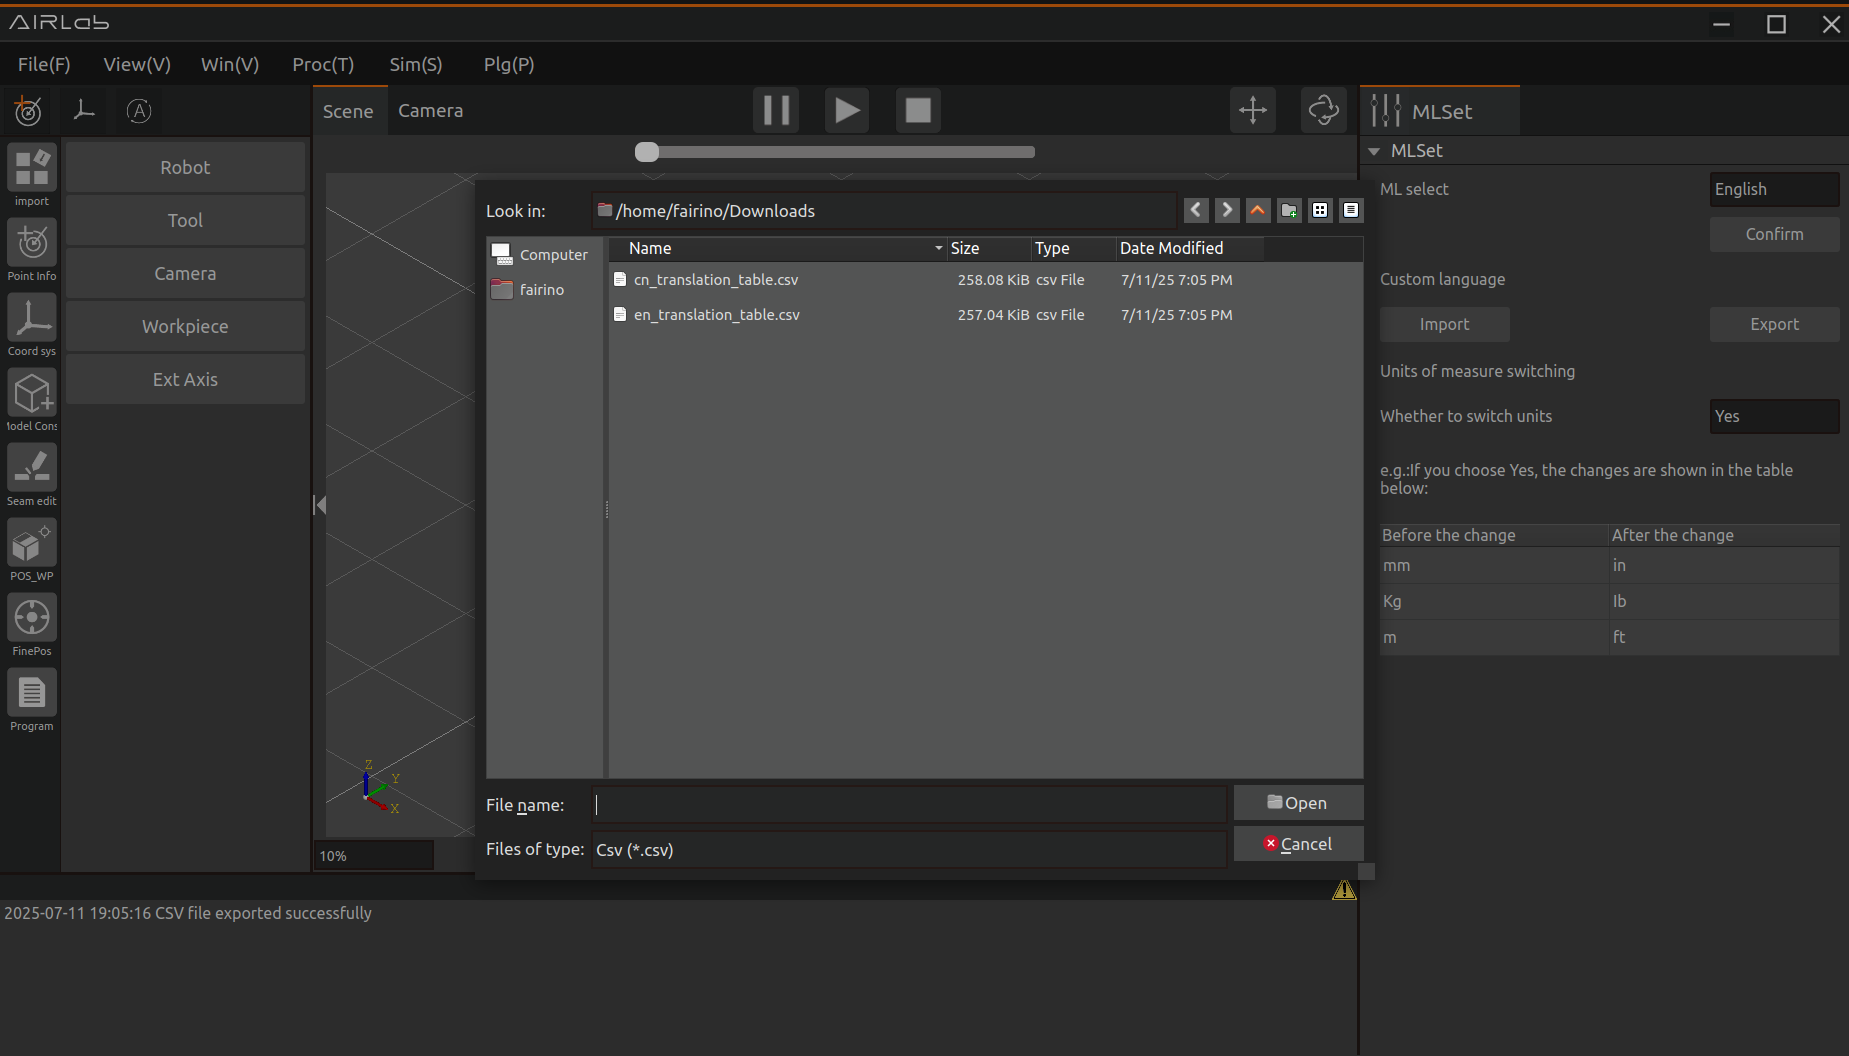 AIRLab
File(F) View(V) Win(V) Proc(T) Sim(S) Plg(P)
Scene Camera
MLSet
import
Point Info
Coord sys
Model Cons
Seam edit
POS_WP
FinePos
Program
Robot
Tool
Camera
Workpiece
Ext Axis
Look in: /home/fairino/Downloads
Computer
fairino
Name Size Type Date Modified
cn_translation_table.csv 258.08 KiB csv File 7/11/25 7:05 PM
en_translation_table.csv 257.04 KiB csv File 7/11/25 7:05 PM
File name:
Open
Files of type: Csv (*.csv)
Cancel
Z
Y
X
10%
MLSet
ML select English
Confirm
Custom language
Import Export
Units of measure switching
Whether to switch units Yes
e.g.:If you choose Yes, the changes are shown in the table
below:
Before the change After the change
mm in
Kg Ib
m ft
2025-07-11 19:05:16 CSV file exported successfully